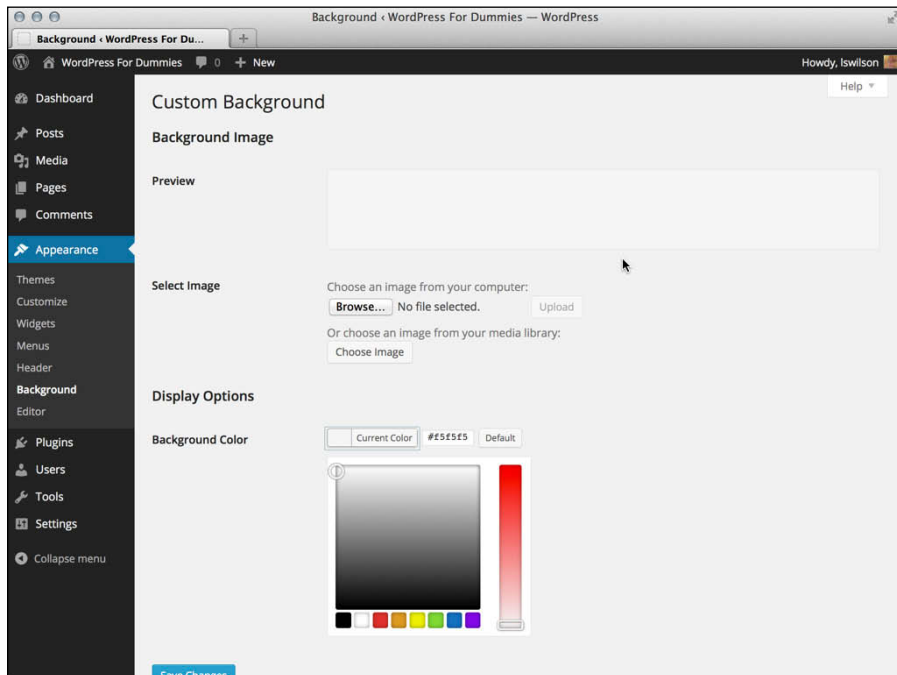 Background ‹ WordPress For Dummies — WordPress
Background ‹ WordPress For Du...
WordPress For Dummies 0 + New
Howdy, lswilson
Help
Dashboard
Posts
Media
Pages
Comments
Appearance
Themes
Customize
Widgets
Menus
Header
Background
Editor
Plugins
Users
Tools
Settings
Collapse menu
Custom Background
Background Image
Preview
Select Image
Choose an image from your computer:
Browse... No file selected. Upload
Or choose an image from your media library:
Choose Image
Display Options
Background Color
Current Color #f5f5f5 Default
Save Changes